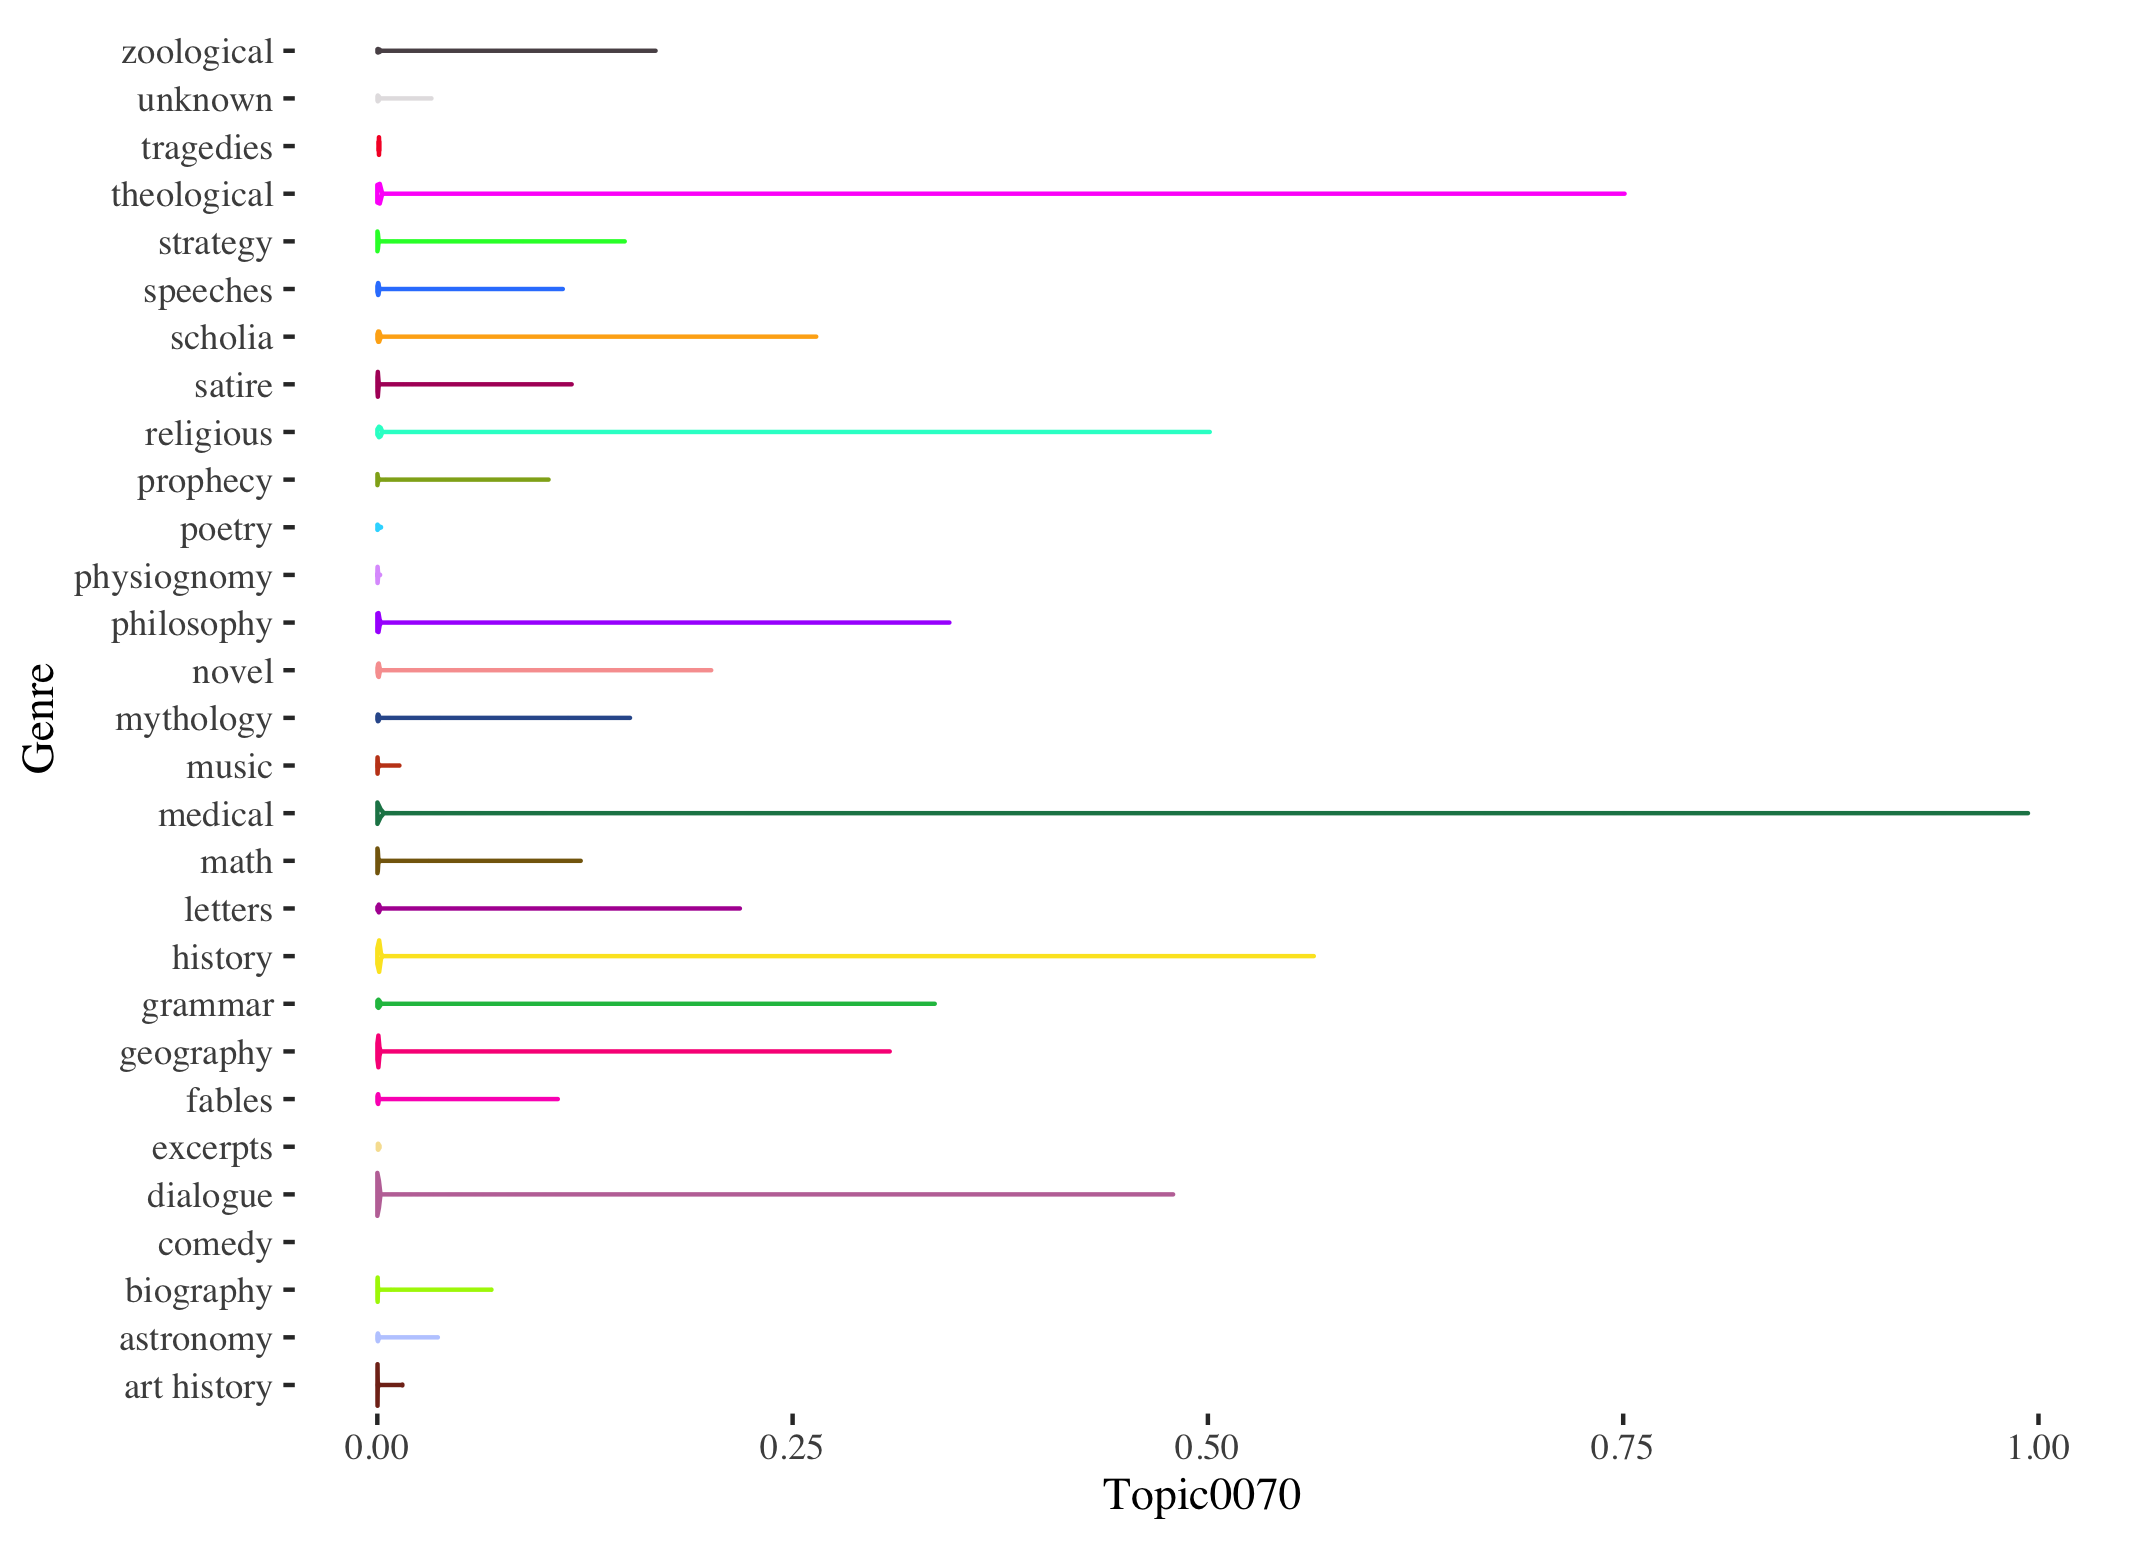 zoological
unknown
tragedies
theological
strategy
speeches
scholia
satire
religious
prophecy
poetry
physiognomy
philosophy
novel
mythology
music
medical
math
letters
history
grammar
geography
fables
excerpts
dialogue
comedy
biography
astronomy
art history
Genre
0.00 0.25 0.50 0.75 1.00
Topic0070